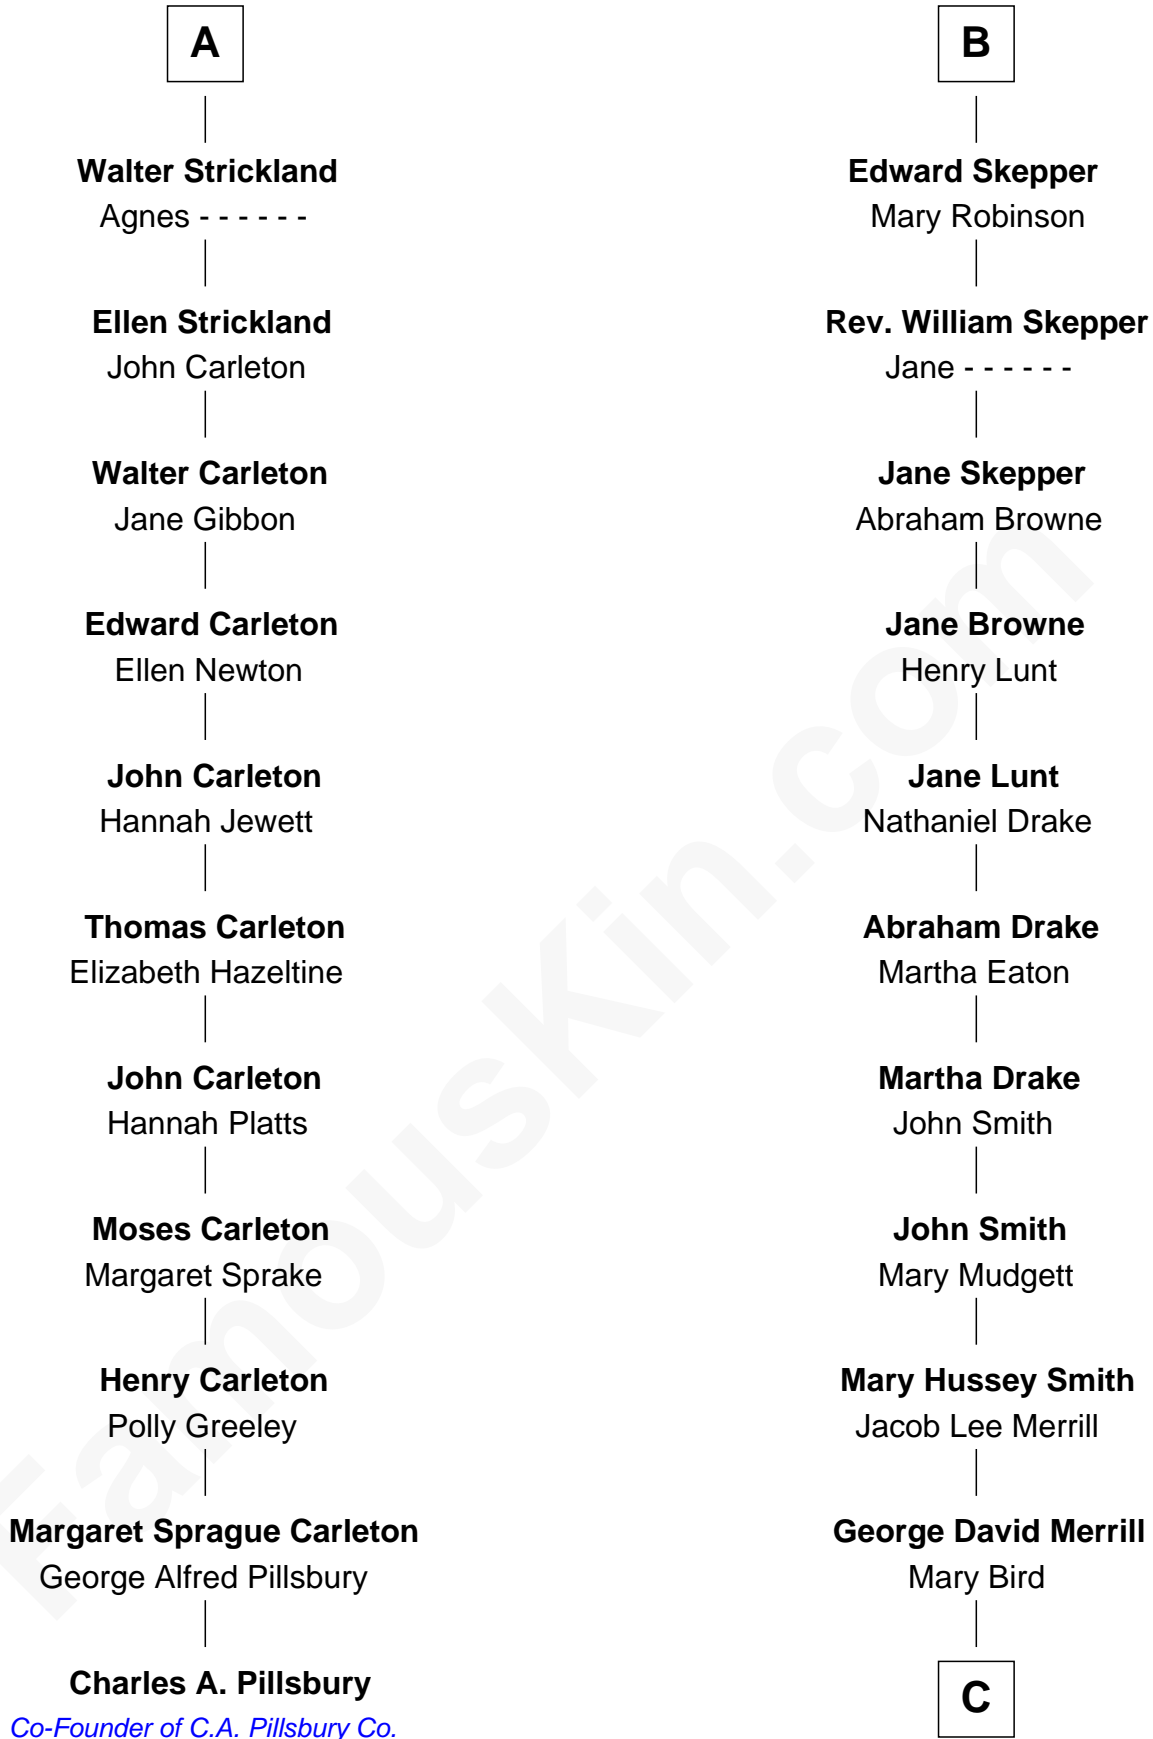 A
Walter Strickland
Agnes - - - - - -
Ellen Strickland
John Carleton
Walter Carleton
Jane Gibbon
Edward Carleton
Ellen Newton
John Carleton
Hannah Jewett
Thomas Carleton
Elizabeth Hazeltine
John Carleton
Hannah Platts
Moses Carleton
Margaret Sprake
Henry Carleton
Polly Greeley
Margaret Sprague Carleton
George Alfred Pillsbury
Charles A. Pillsbury
Co-Founder of C.A. Pillsbury Co.
B
Edward Skepper
Mary Robinson
Rev. William Skepper
Jane - - - - - -
Jane Skepper
Abraham Browne
Jane Browne
Henry Lunt
Jane Lunt
Nathaniel Drake
Abraham Drake
Martha Eaton
Martha Drake
John Smith
John Smith
Mary Mudgett
Mary Hussey Smith
Jacob Lee Merrill
George David Merrill
Mary Bird
C
FamousKin.com